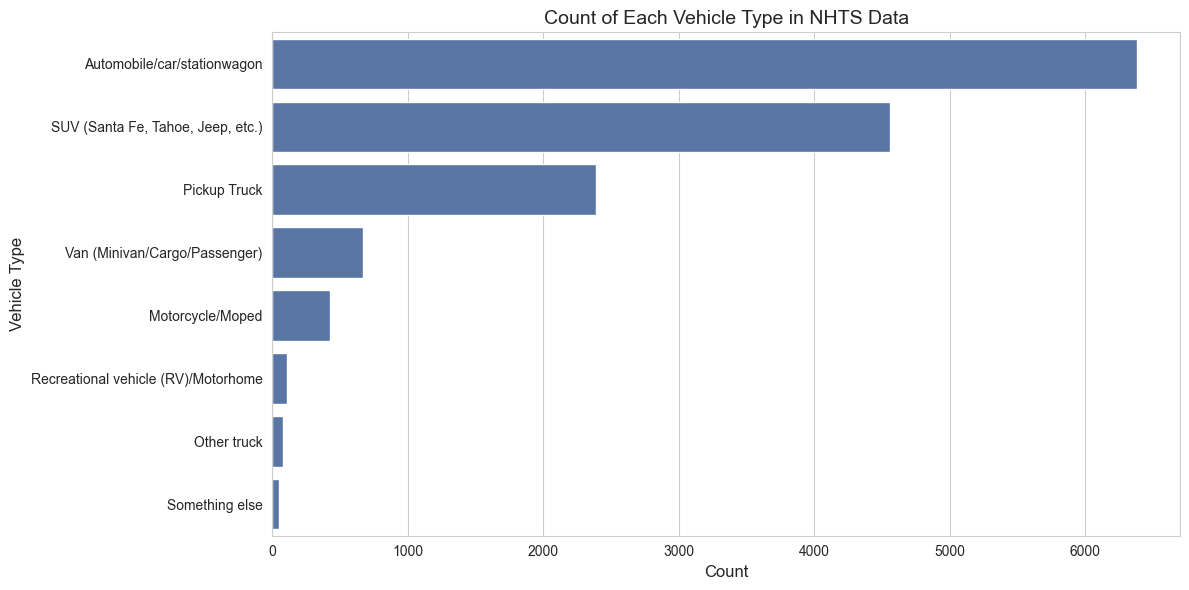 Count of Each Vehicle Type in NHTS Data
Vehicle Type
Automobile/car/stationwagon
SUV (Santa Fe, Tahoe, Jeep, etc.)
Pickup Truck
Van (Minivan/Cargo/Passenger)
Motorcycle/Moped
Recreational vehicle (RV)/Motorhome
Other truck
Something else
0 1000 2000 3000 4000 5000 6000
Count